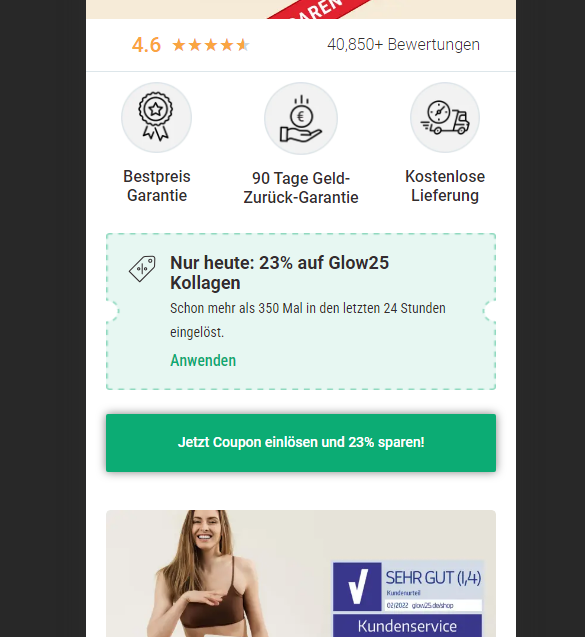 SPAREN
4.6
40,850+ Bewertungen
Bestpreis
Garantie
90 Tage Geld-
Zurück-Garantie
Kostenlose
Lieferung
Nur heute: 23% auf Glow25
Kollagen
Schon mehr als 350 Mal in den letzten 24 Stunden
eingelöst.
Anwenden
Jetzt Coupon einlösen und 23% sparen!
SEHR GUT (1,4)
Kundenurteil
02/2022 glow25.de/shop
Kundenservice